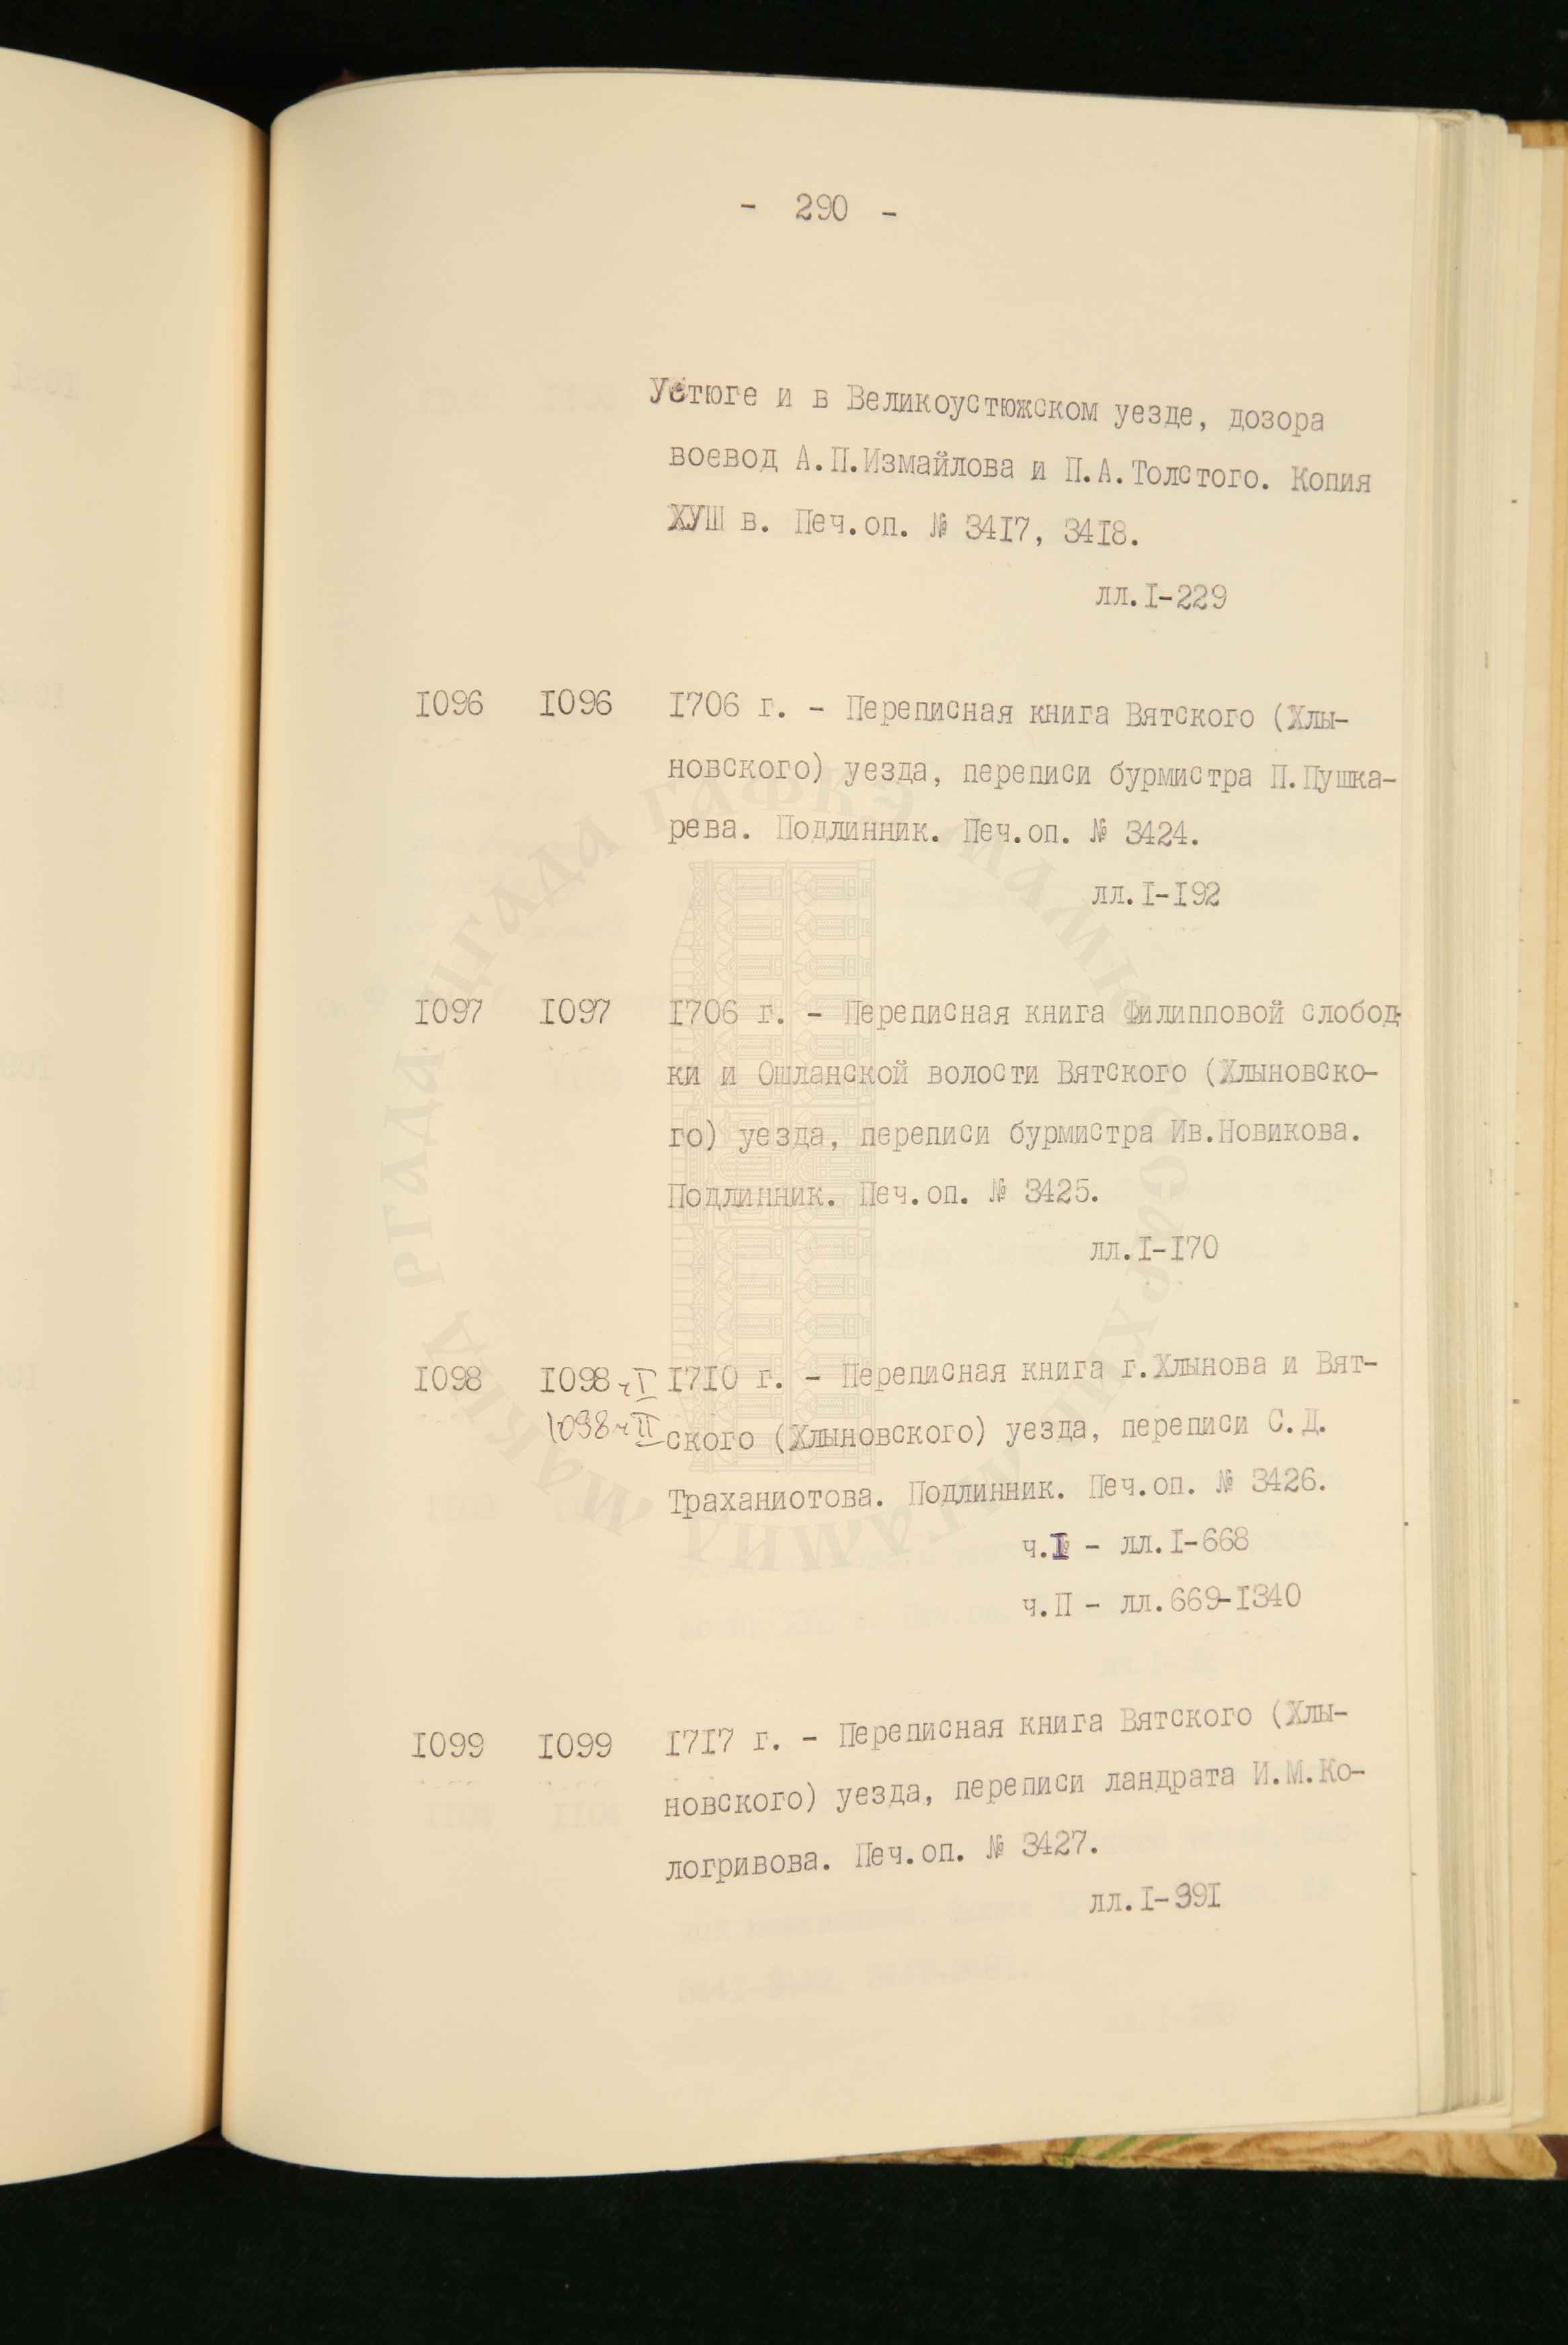 - 290 -
Устюге и в Великоустюжском уезде, дозора
воевод А.П.Измайлова и П.А.Толстого. Копия
ХУШ в. Печ.оп. № 3417, 3418.
лл.I-229
I096 I096 I706 г. - Переписная книга Вятского (Хлы-
новского) уезда, переписи бурмистра П.Пушка-
рева. Подлинник. Печ.оп. № 3424.
лл.I-I92
I097 I097 I706 г. - Переписная книга Филипповой слобод-
ки и Ошланской волости Вятского (Хлыновско-
го) уезда, переписи бурмистра Ив.Новикова.
Подлинник. Печ.оп. № 3425.
лл.I-I70
I098 I098 ч I I7I0 г. - Переписная книга г.Хлынова и Вят-
1098 ч II ского (Хлыновского) уезда, переписи С.Д.
Траханиотова. Подлинник. Печ.оп. № 3426.
ч.I - лл.I-668
ч.П - лл.669-I340
I099 I099 I7I7 г. - Переписная книга Вятского (Хлы-
новского) уезда, переписи ландрата И.М.Ко-
логривова. Печ.оп. № 3427.
лл.I-39I
РГАДА ЦГАДА ГАФКЭ МАМЮ